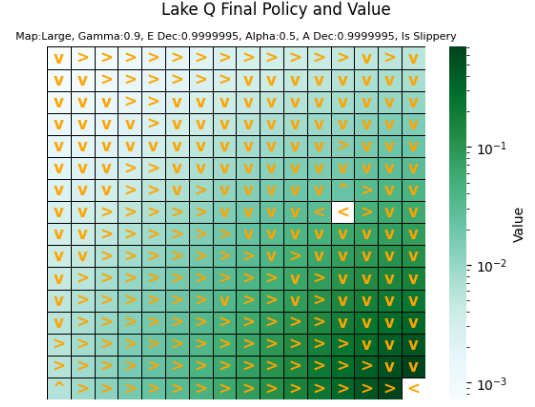 Lake Q Final Policy and Value
Map:Large, Gamma:0.9, E Dec:0.9999995, Alpha:0.5, A Dec:0.9999995, Is Slippery
v > > > > > > > > > > > > v > v
v v > > > > > > v v v v v v v v
v v v > > v v v v v v v v v v v
v v v v > v v v v v v v v v v v
v v v v v v v v v v v v > v v v
v v v > > v v v v v v v v v v v
v v v > > v > v v v v v ^ > v v
v v > > > > > v v v v < < > v v
v v > > > > > > v v v v v v v v
v v > > > > > > > v > v v v v v
v > > > > > > > > > v > v v v v
v > > > > > > v > > v > v v v v
v > > > > > > > > > > > v v v v
> > > > > > > > > > > > > v v v
> > > > > > > > > > > > > > v v
^ > > > > > > > > > > > > > > <
10⁻¹
10⁻²
10⁻³
Value